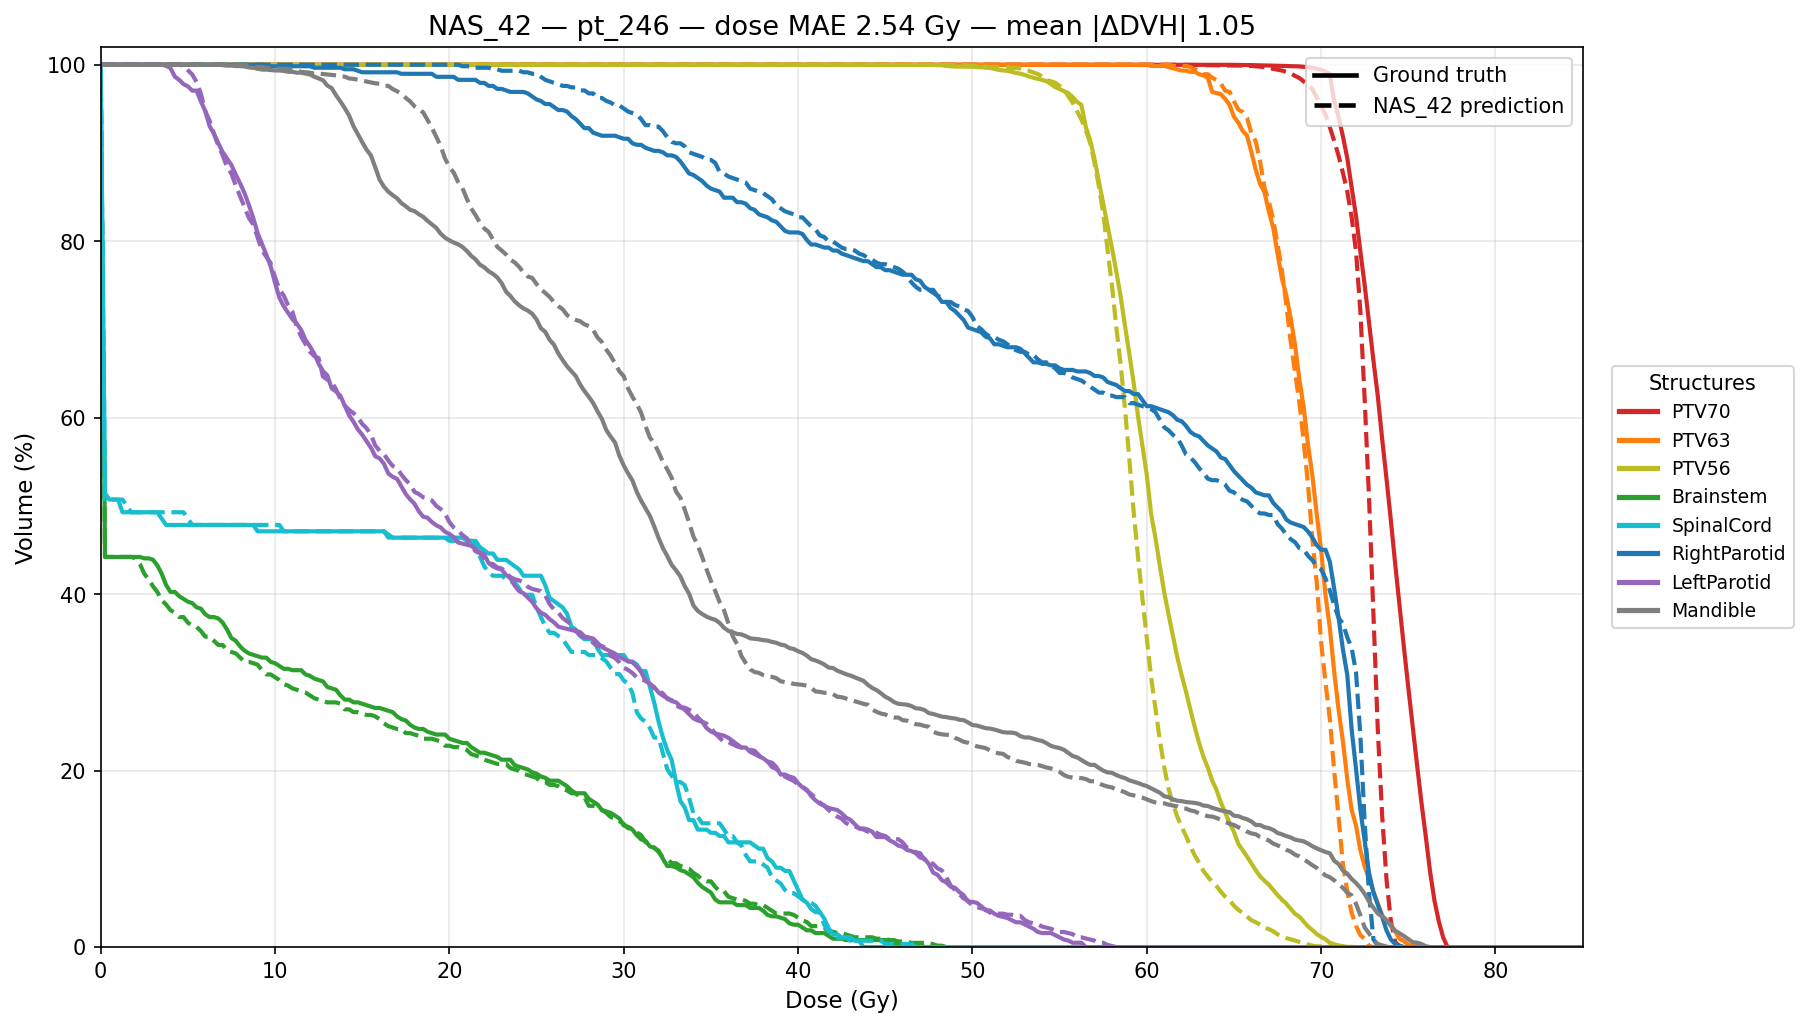 NAS_42 — pt_246 — dose MAE 2.54 Gy — mean |ΔDVH| 1.05
Ground truth
NAS_42 prediction
Volume (%)
100
80
60
40
20
0
0 10 20 30 40 50 60 70 80
Dose (Gy)
Structures
PTV70
PTV63
PTV56
Brainstem
SpinalCord
RightParotid
LeftParotid
Mandible